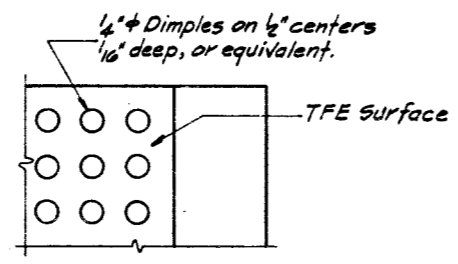 1/4"ϕ Dimples on 1/2" centers
1/16" deep, or equivalent.
TFE Surface